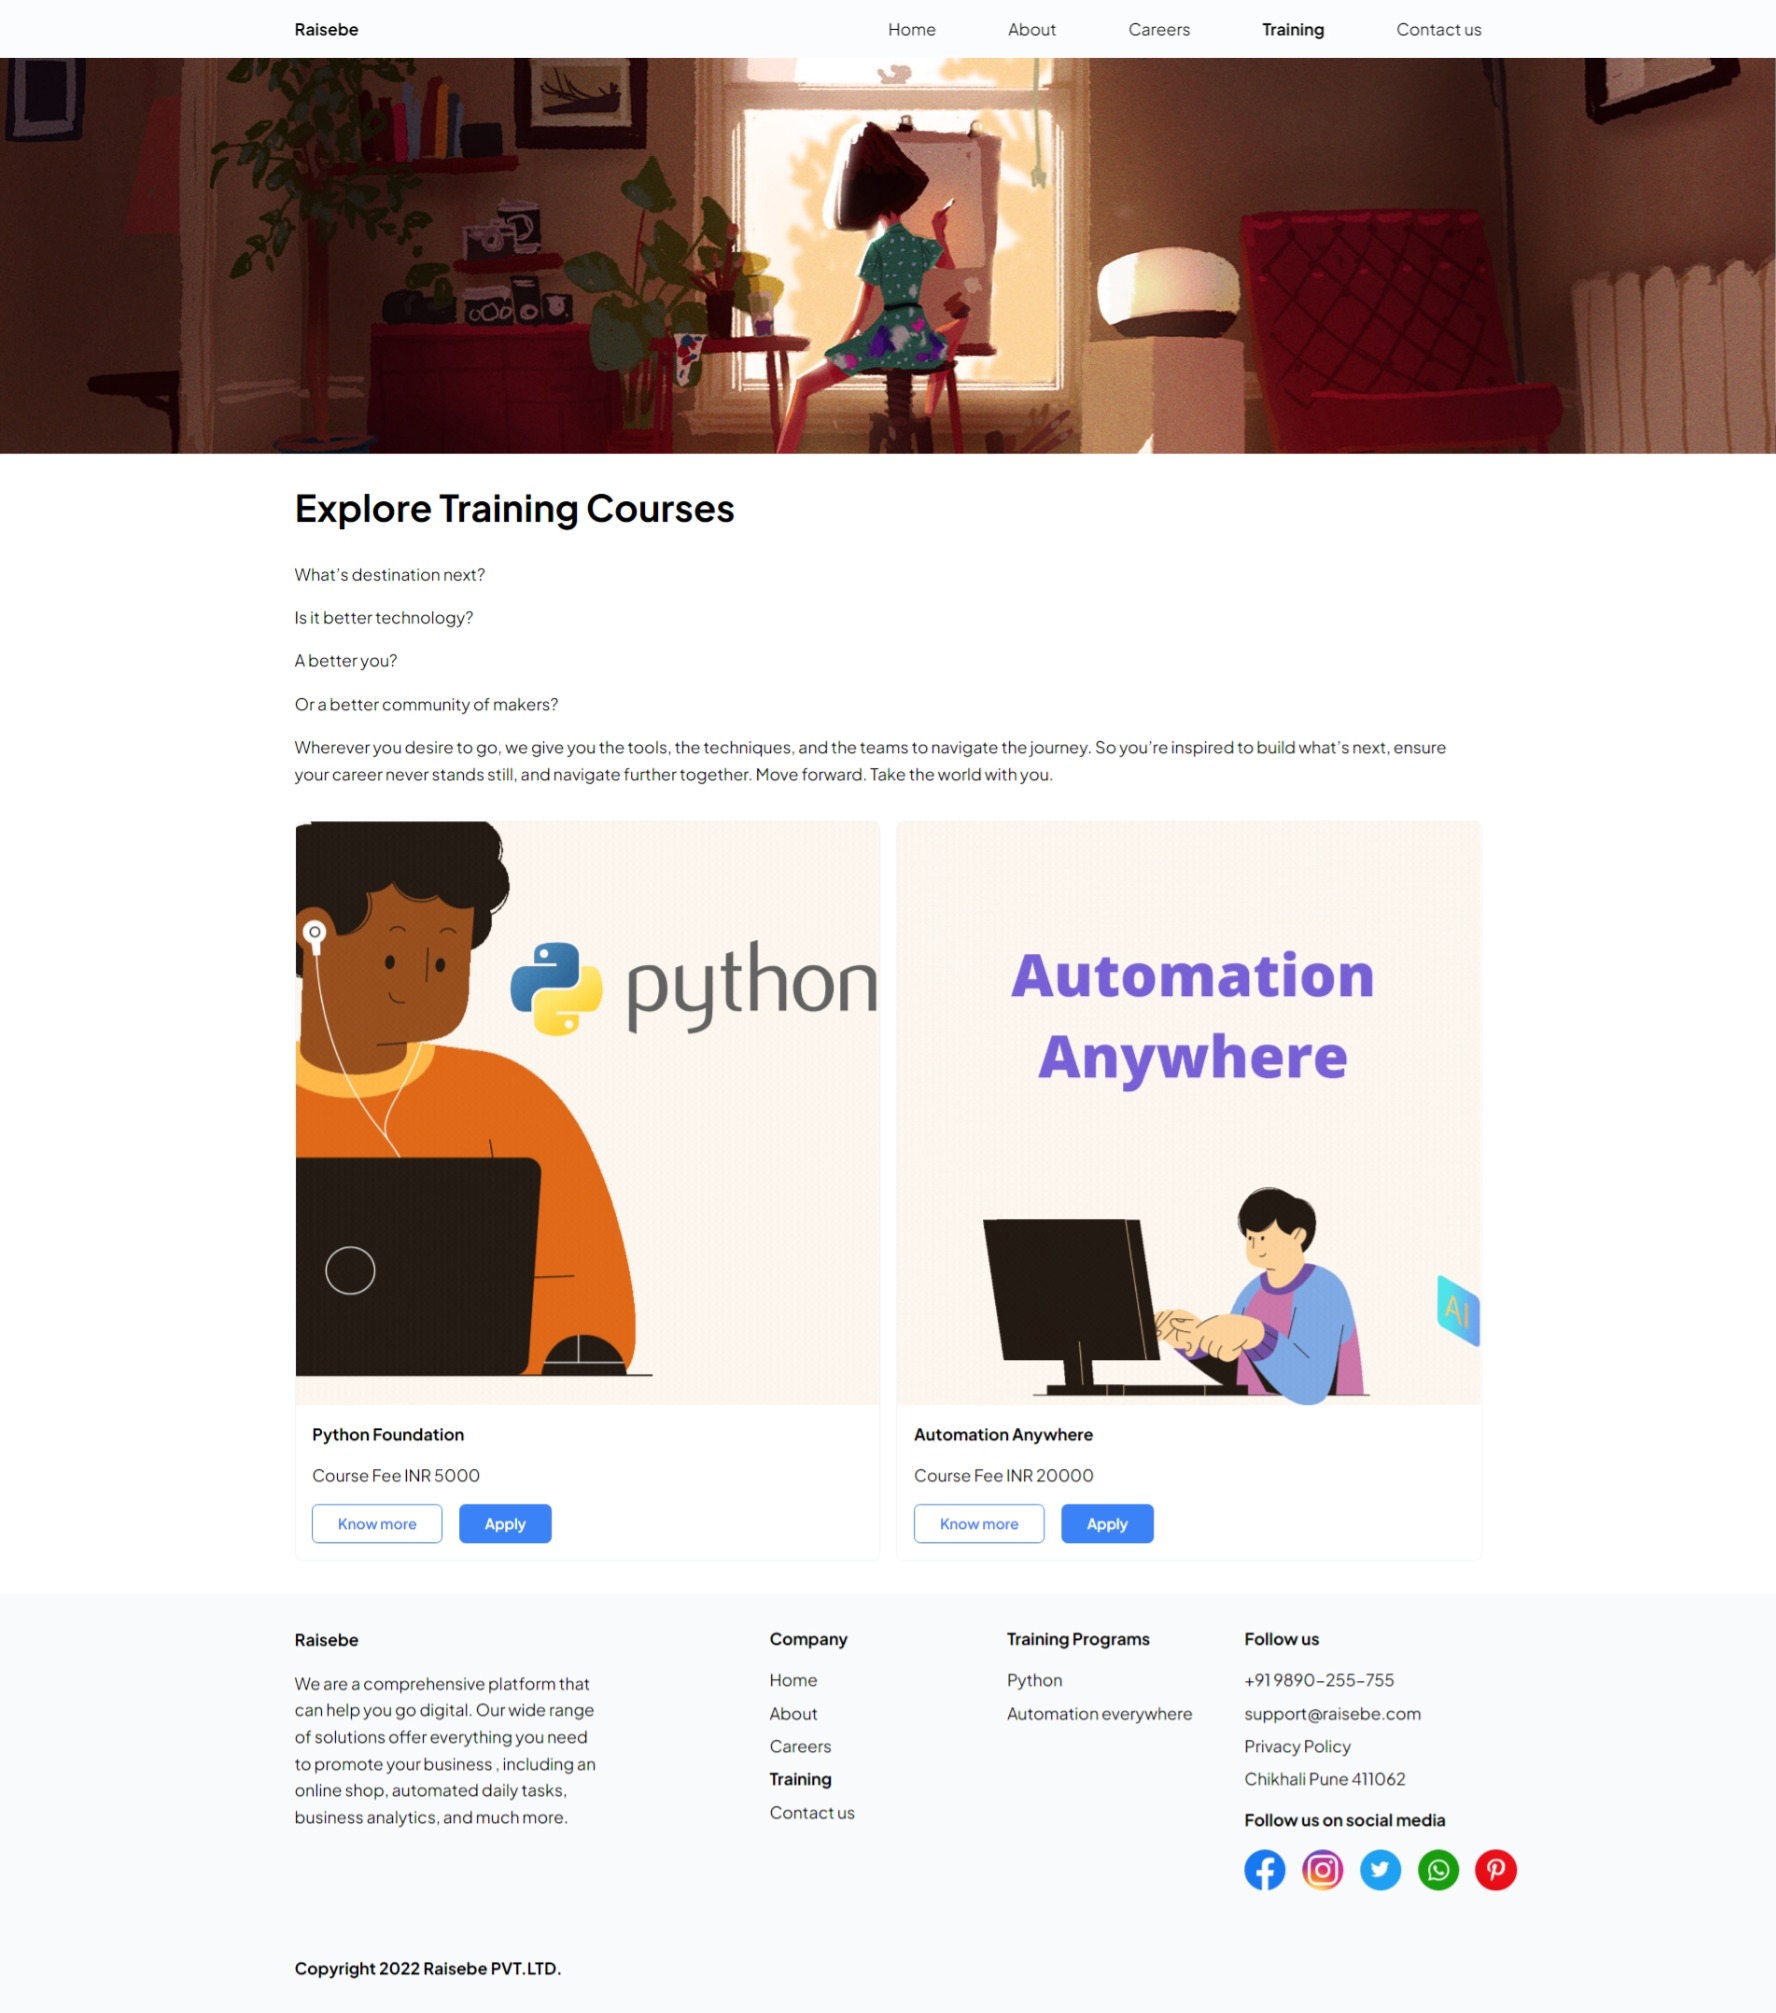 Raisebe
Home
About
Careers
Training
Contact us
Explore Training Courses
What's destination next?
Is it better technology?
A better you?
Or a better community of makers?
Wherever you desire to go, we give you the tools, the techniques, and the teams to navigate the journey. So you're inspired to build what's next, ensure
your career never stands still, and navigate further together. Move forward. Take the world with you.
python
Python Foundation
Course Fee INR 5000
Know more
Apply
Automation
Anywhere
AI
Automation Anywhere
Course Fee INR 20000
Know more
Apply
Raisebe
We are a comprehensive platform that
can help you go digital. Our wide range
of solutions offer everything you need
to promote your business , including an
online shop, automated daily tasks,
business analytics, and much more.
Company
Home
About
Careers
Training
Contact us
Training Programs
Python
Automation everywhere
Follow us
+91 9890-255-755
support@raisebe.com
Privacy Policy
Chikhali Pune 411062
Follow us on social media
Copyright 2022 Raisebe PVT.LTD.